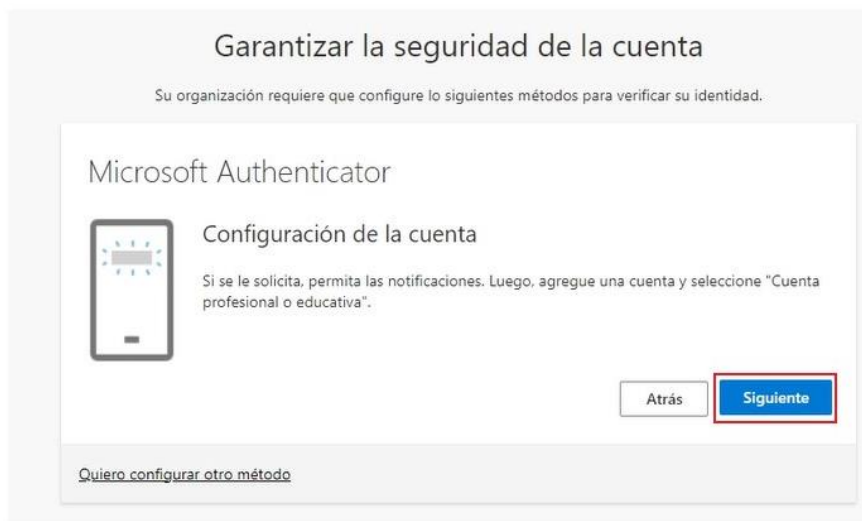 Garantizar la seguridad de la cuenta
Su organización requiere que configure lo siguientes métodos para verificar su identidad.
Microsoft Authenticator
Configuración de la cuenta
Si se le solicita, permita las notificaciones. Luego, agregue una cuenta y seleccione "Cuenta
profesional o educativa".
Atrás
Siguiente
Quiero configurar otro método